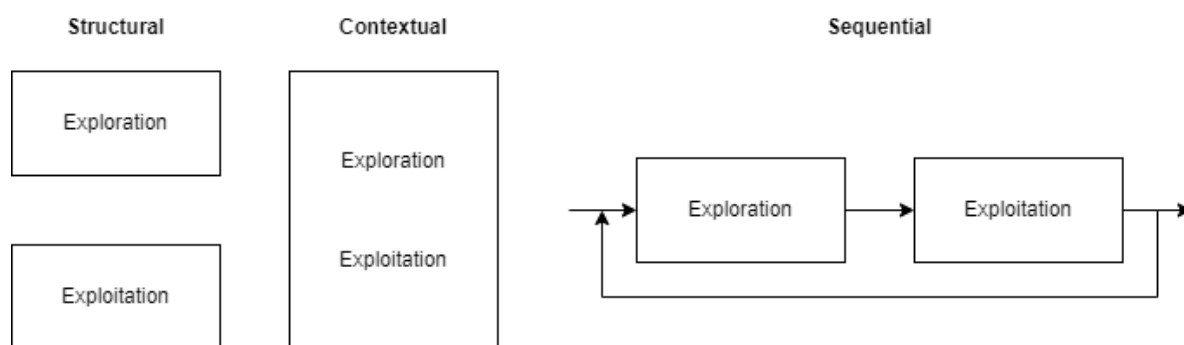 Structural
Contextual
Sequential
Exploration
Exploitation
Exploration
Exploitation
Exploration
Exploitation